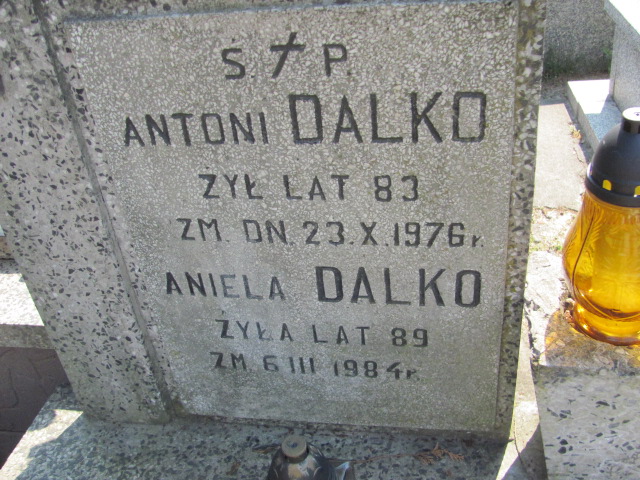 Ś. † P.
ANTONI DALKO
ŻYŁ LAT 83
ZM. DN. 23.X.1976r.
ANIELA DALKO
ŻYŁA LAT 89
ZM. 6 III 1984r.